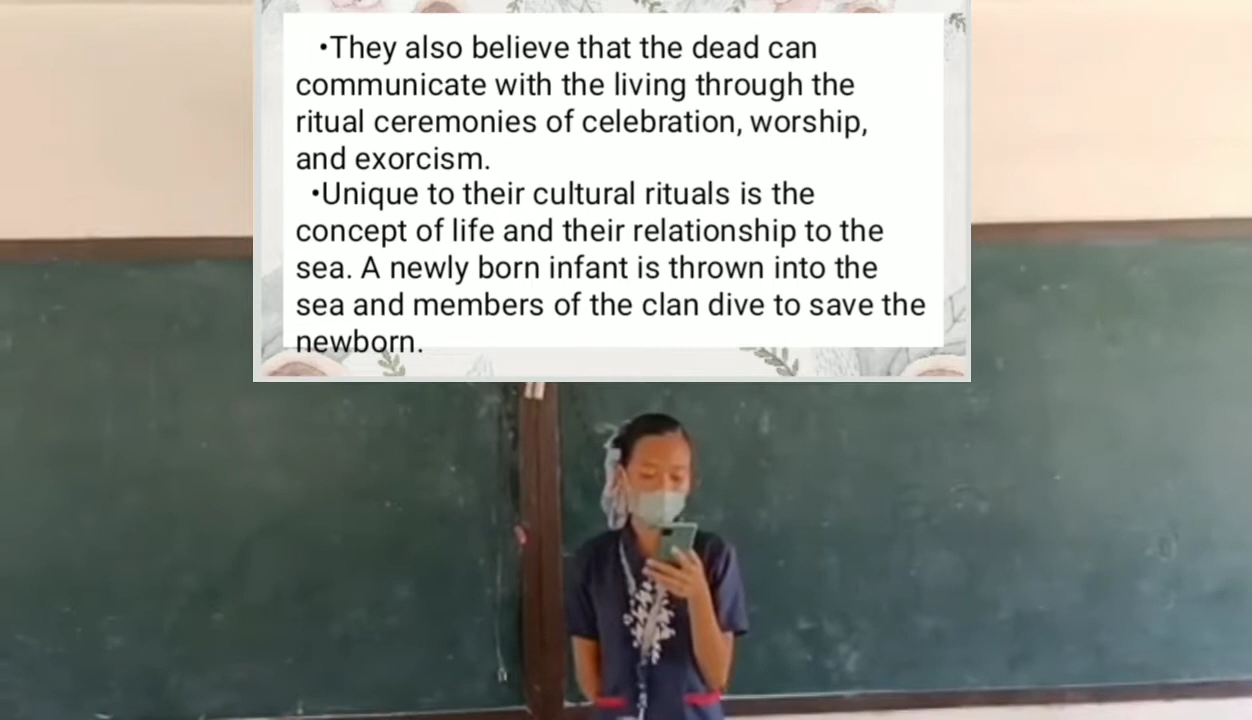 •They also believe that the dead can
communicate with the living through the
ritual ceremonies of celebration, worship,
and exorcism.
•Unique to their cultural rituals is the
concept of life and their relationship to the
sea. A newly born infant is thrown into the
sea and members of the clan dive to save the
newborn.